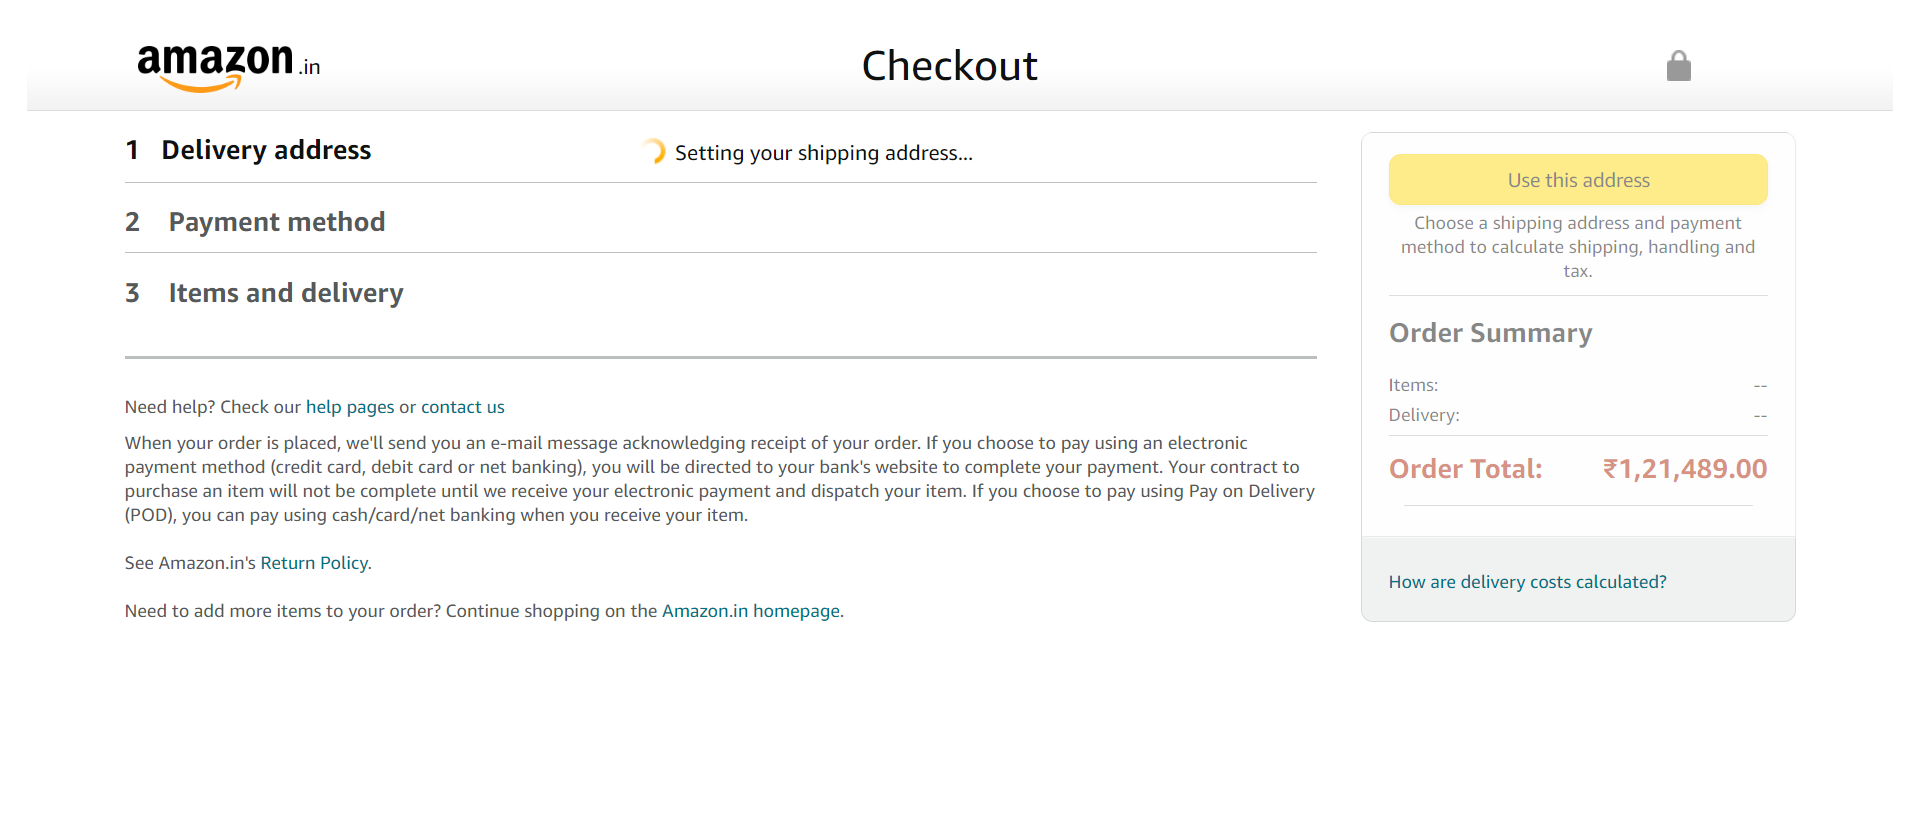 amazon.in
Checkout
1 Delivery address
Setting your shipping address...
2 Payment method
3 Items and delivery
Need help? Check our help pages or contact us
When your order is placed, we'll send you an e-mail message acknowledging receipt of your order. If you choose to pay using an electronic
payment method (credit card, debit card or net banking), you will be directed to your bank's website to complete your payment. Your contract to
purchase an item will not be complete until we receive your electronic payment and dispatch your item. If you choose to pay using Pay on Delivery
(POD), you can pay using cash/card/net banking when you receive your item.
See Amazon.in's Return Policy.
Need to add more items to your order? Continue shopping on the Amazon.in homepage.
Use this address
Choose a shipping address and payment
method to calculate shipping, handling and
tax.
Order Summary
Items: --
Delivery: --
Order Total: ₹1,21,489.00
How are delivery costs calculated?